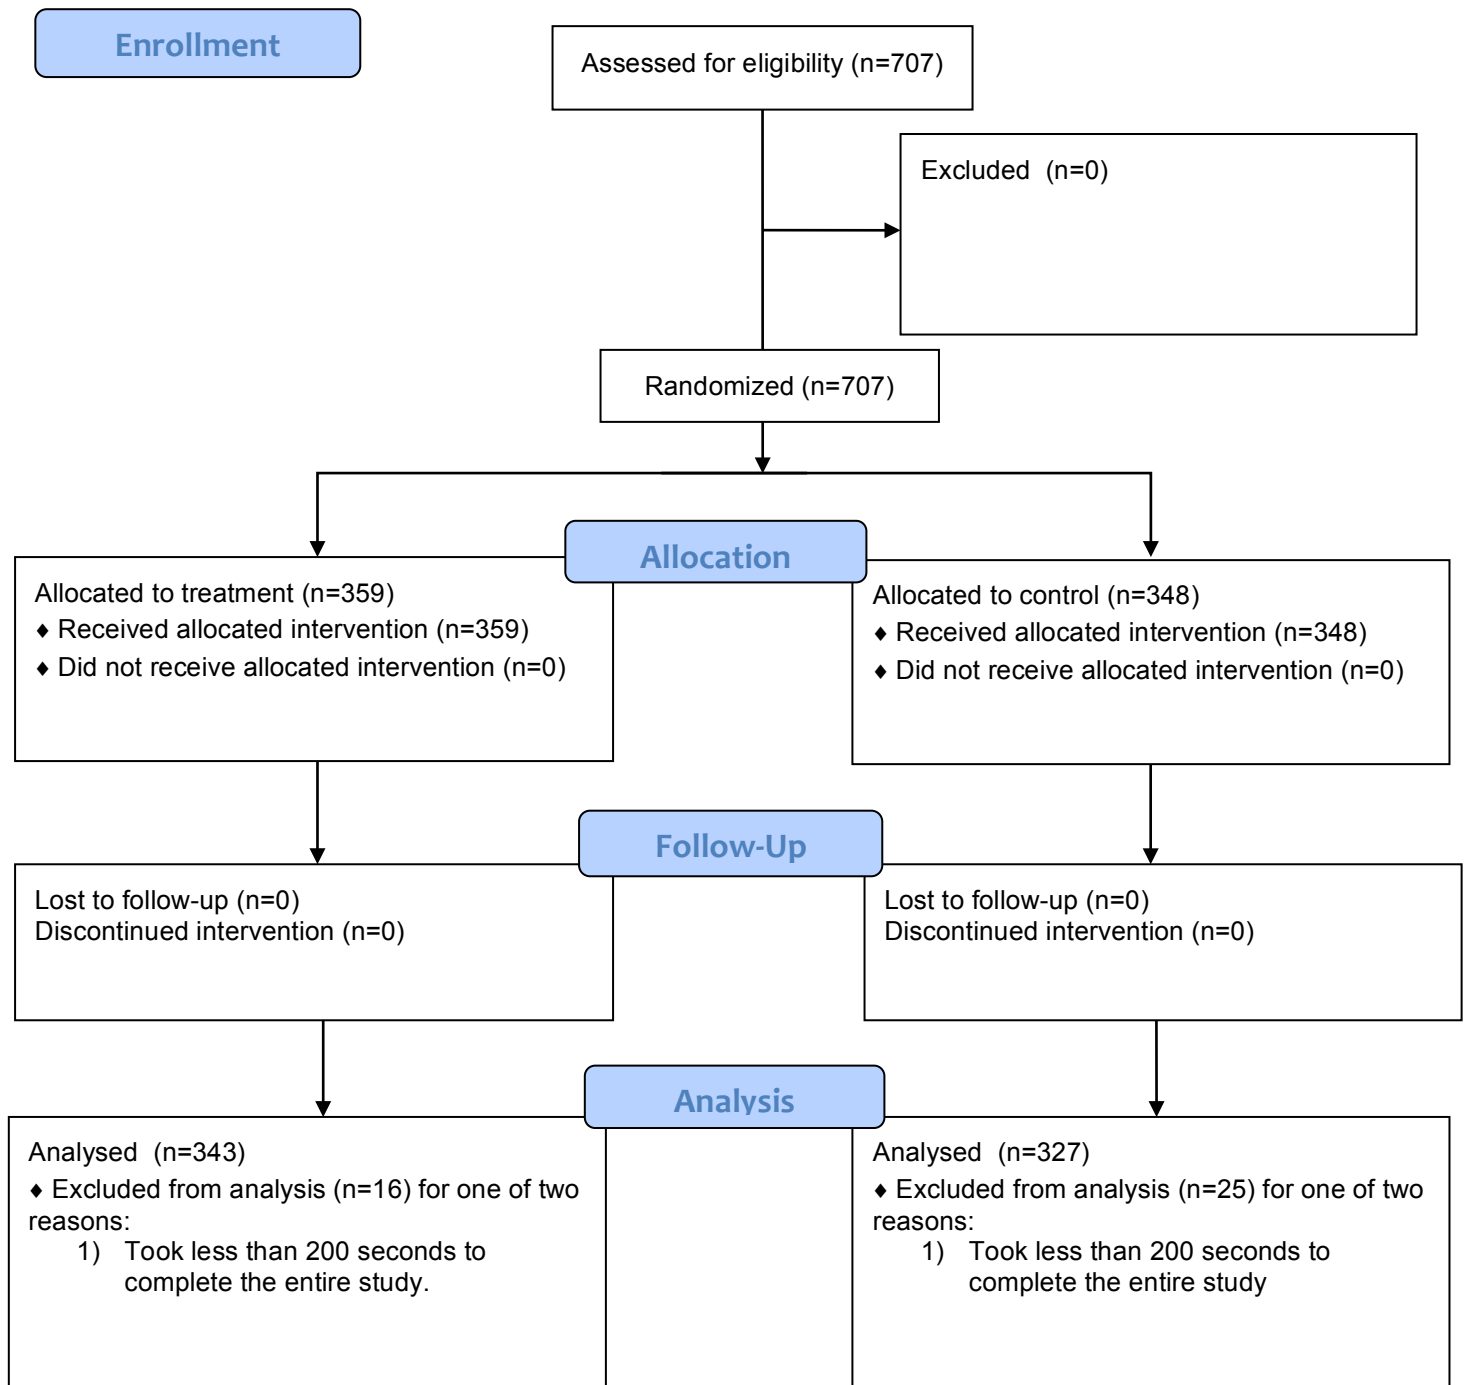 Enrollment
Assessed for eligibility (n=707)
Excluded (n=0)
Randomized (n=707)
Allocation
Allocated to treatment (n=359)
♦ Received allocated intervention (n=359)
♦ Did not receive allocated intervention (n=0)
Allocated to control (n=348)
♦ Received allocated intervention (n=348)
♦ Did not receive allocated intervention (n=0)
Follow-Up
Lost to follow-up (n=0)
Discontinued intervention (n=0)
Lost to follow-up (n=0)
Discontinued intervention (n=0)
Analysis
Analysed (n=343)
♦ Excluded from analysis (n=16) for one of two
reasons:
1) Took less than 200 seconds to
complete the entire study.
Analysed (n=327)
♦ Excluded from analysis (n=25) for one of two
reasons:
1) Took less than 200 seconds to
complete the entire study